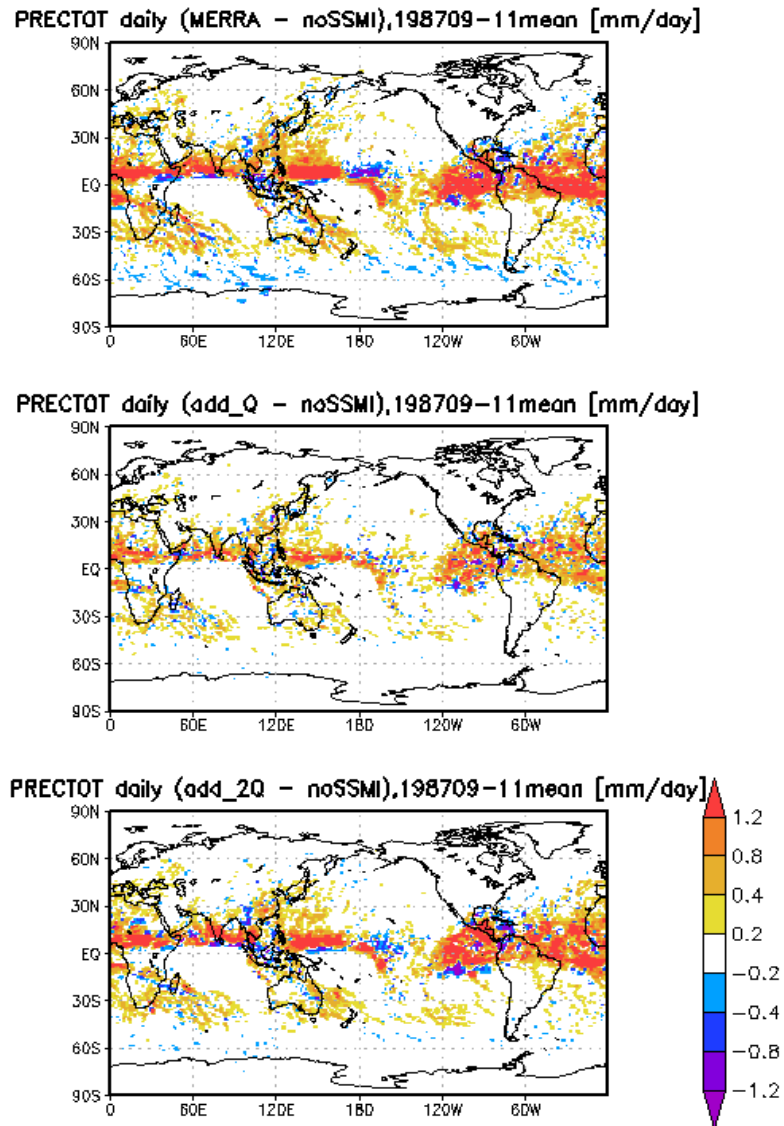 PRECTOT daily (MERRA - noSSMI),198709-11mean [mm/day]
90N
60N
30N
EQ
30S
60S
90S
0 60E 120E 180 120W 60W
PRECTOT daily (add_Q - noSSMI),198709-11mean [mm/day]
90N
60N
30N
EQ
30S
60S
90S
0 60E 120E 180 120W 60W
PRECTOT daily (add_2Q - noSSMI),198709-11mean [mm/day]
90N
60N
30N
EQ
30S
60S
90S
0 60E 120E 180 120W 60W
1.2
0.8
0.4
0.2
-0.2
-0.4
-0.8
-1.2